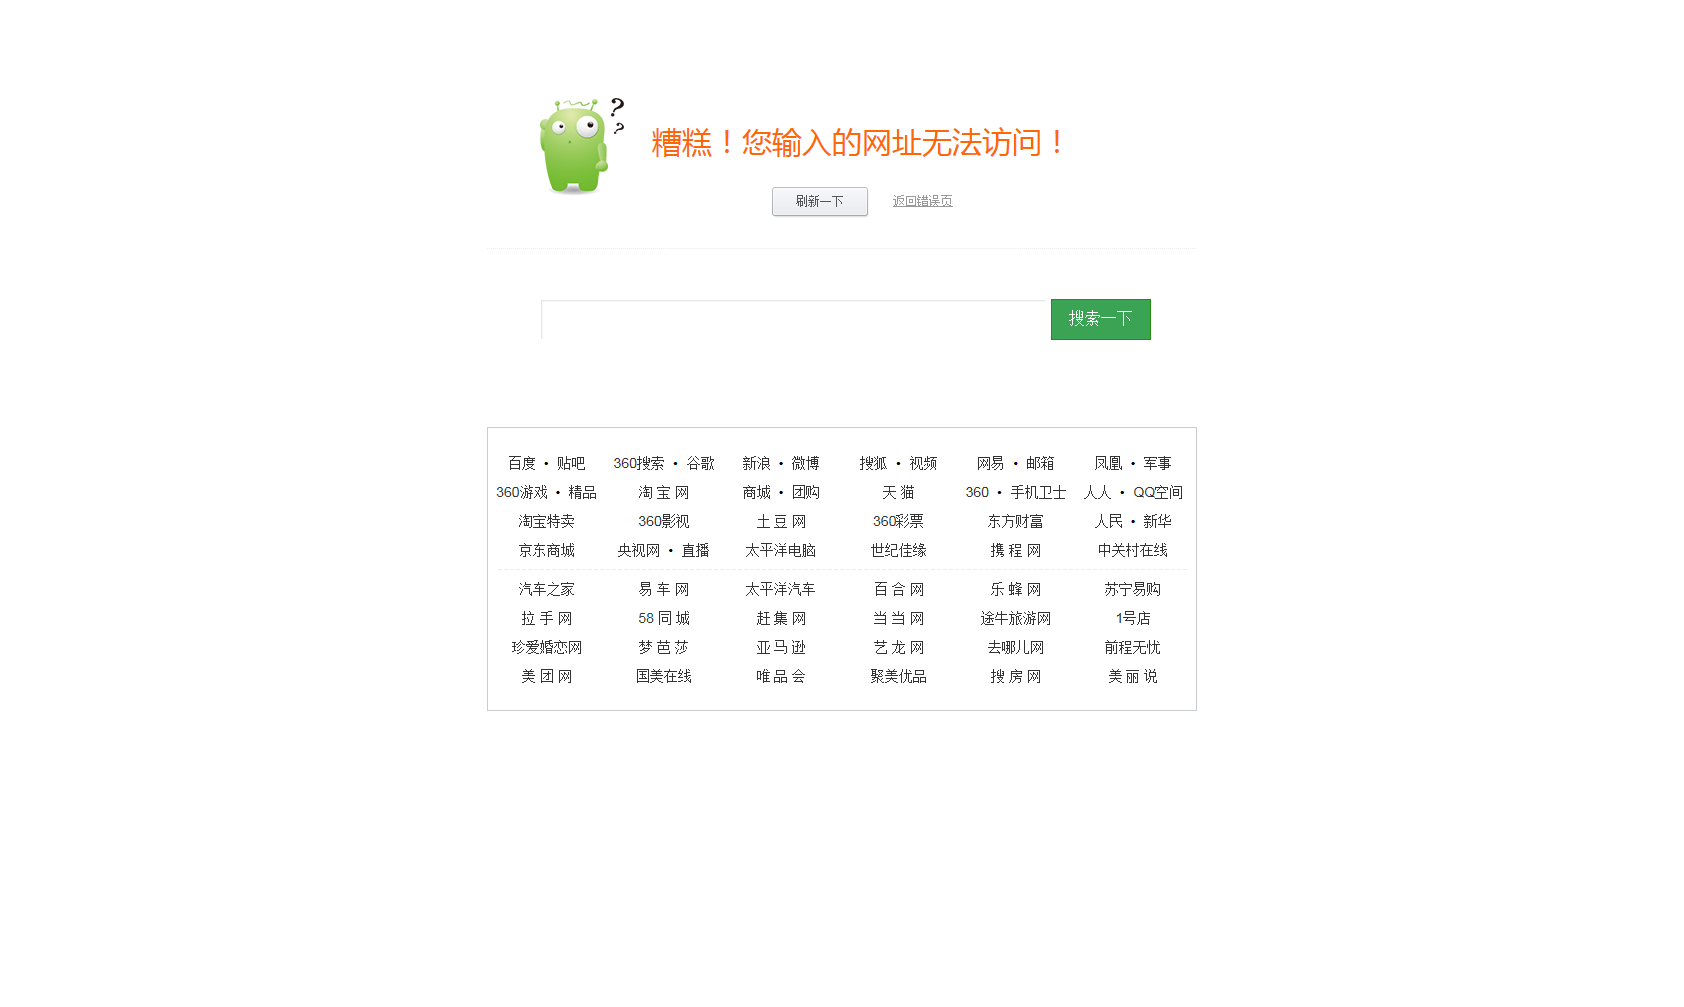 ? ?
糟糕！您输入的网址无法访问！
刷新一下 返回错误页
搜索一下
百度 • 贴吧 360搜索 • 谷歌 新浪 • 微博 搜狐 • 视频 网易 • 邮箱 凤凰 • 军事
360游戏 • 精品 淘 宝 网 商城 • 团购 天 猫 360 • 手机卫士 人人 • QQ空间
淘宝特卖 360影视 土 豆 网 360彩票 东方财富 人民 • 新华
京东商城 央视网 • 直播 太平洋电脑 世纪佳缘 携 程 网 中关村在线
汽车之家 易 车 网 太平洋汽车 百 合 网 乐 蜂 网 苏宁易购
拉 手 网 58 同 城 赶 集 网 当 当 网 途牛旅游网 1号店
珍爱婚恋网 梦 芭 莎 亚 马 逊 艺 龙 网 去哪儿网 前程无忧
美 团 网 国美在线 唯 品 会 聚美优品 搜 房 网 美 丽 说